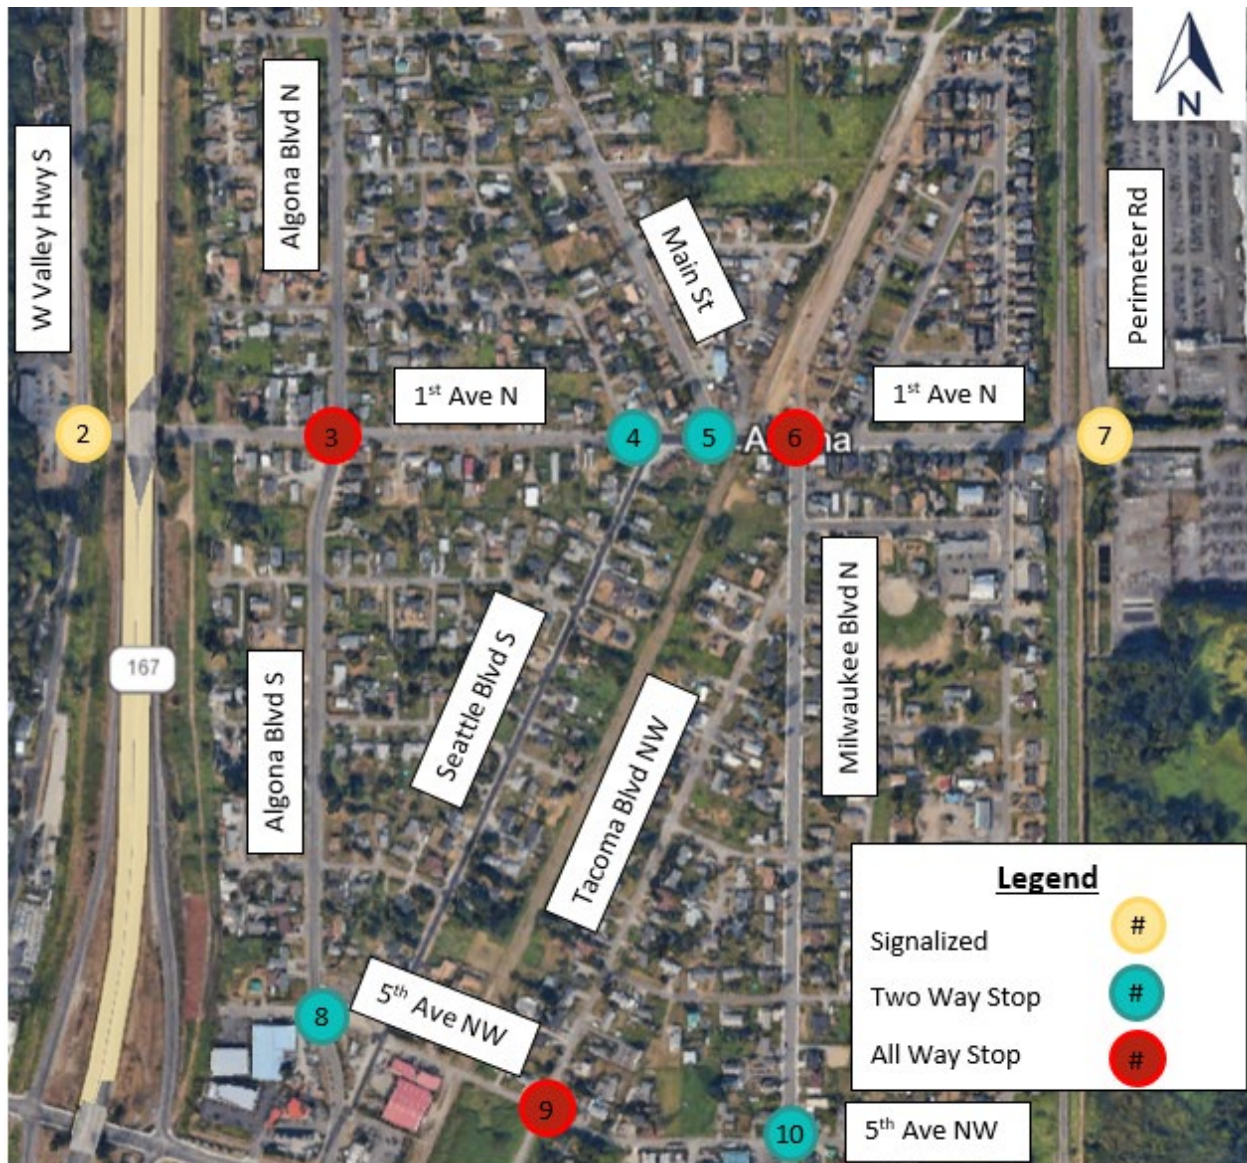 N
Algona Blvd N
W Valley Hwy S
Main St
Perimeter Rd
1st Ave N
1st Ave N
2
3
4
5
6
7
Milwaukee Blvd N
Seattle Blvd S
167
Algona Blvd S
Tacoma Blvd NW
5th Ave NW
8
9
10
5th Ave NW
Legend
Signalized #
Two Way Stop #
All Way Stop #